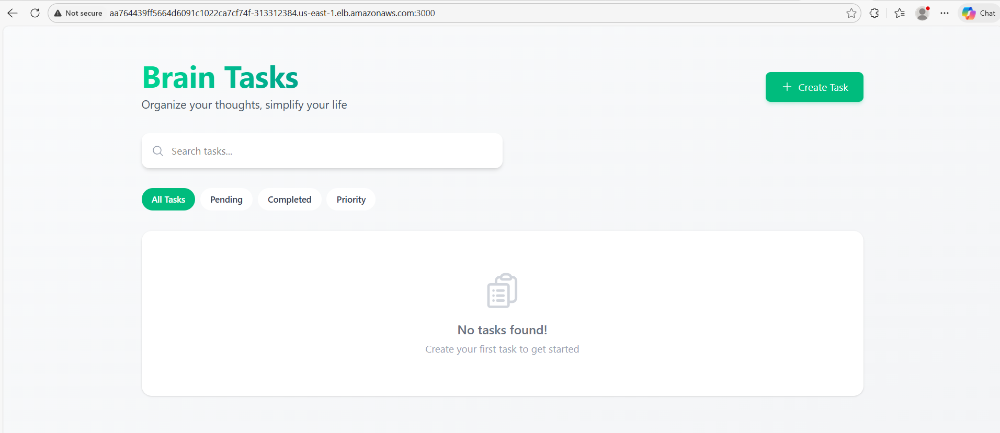 Not secure aa764439ff5664d6091c1022ca7cf74f-313312384.us-east-1.elb.amazonaws.com:3000 Chat
Brain Tasks
Create Task
Organize your thoughts, simplify your life
Search tasks...
All Tasks Pending Completed Priority
No tasks found!
Create your first task to get started